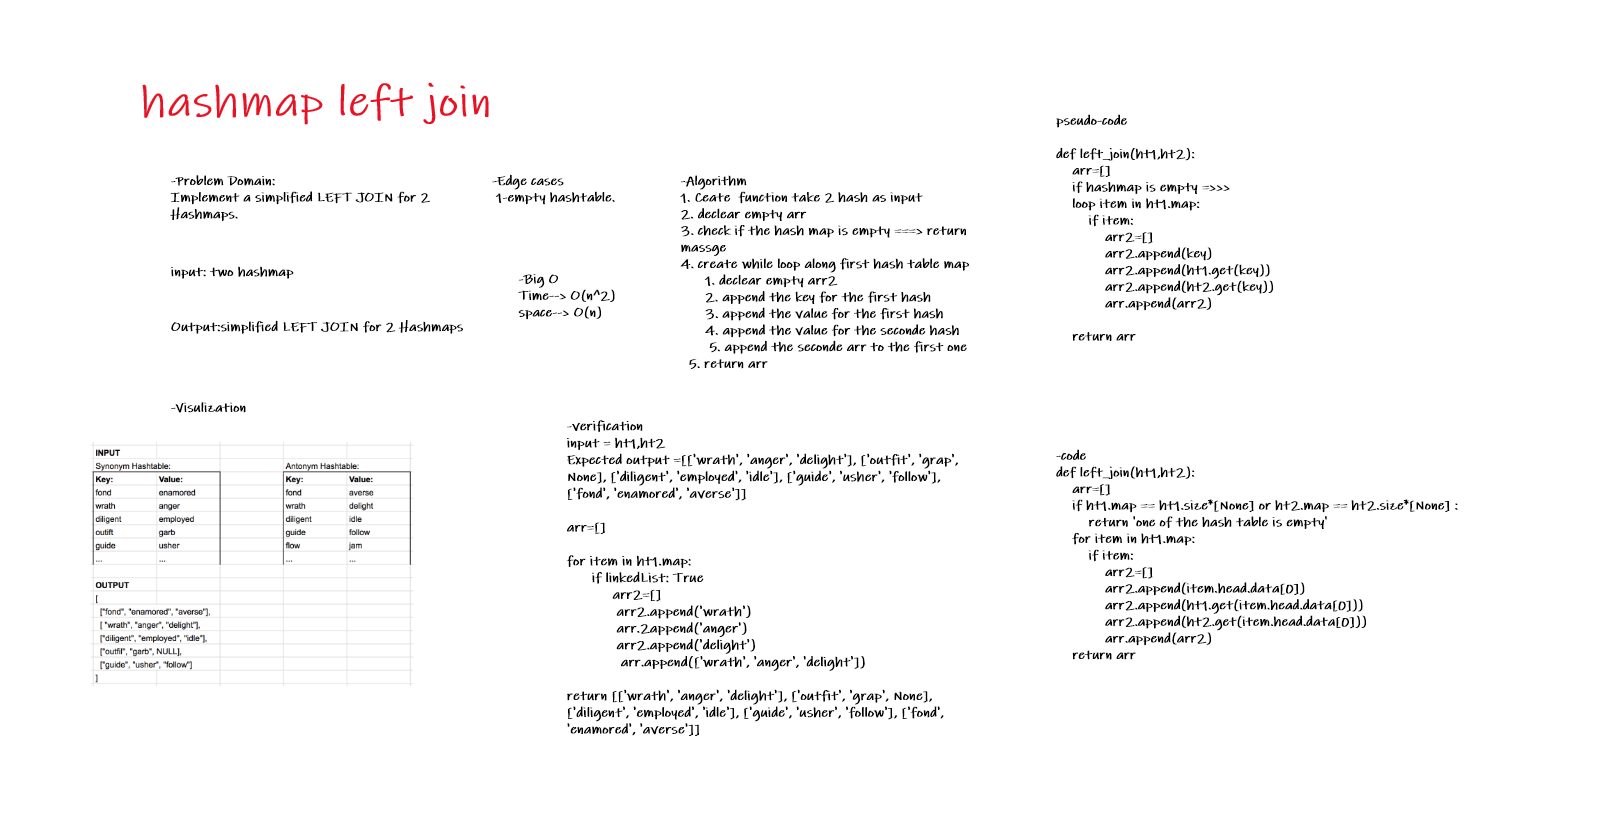 hashmap left join
-Problem Domain:
Implement a simplified LEFT JOIN for 2
Hashmaps.
input: two hashmap
Output:simplified LEFT JOIN for 2 Hashmaps
-Edge cases
1-empty hashtable.
-Big O
Time--> O(n^2)
space--> O(n)
-Algorithm
1. Ceate function take 2 hash as input
2. declear empty arr
3. check if the hash map is empty ===> return
massge
4. create while loop along first hash table map
1. declear empty arr2
2. append the key for the first hash
3. append the value for the first hash
4. append the value for the seconde hash
5. append the seconde arr to the first one
5. return arr
pseudo-code
def left_join(ht1,ht2):
arr=[]
if hashmap is empty =>>>
loop item in ht1.map:
if item:
arr2=[]
arr2.append(key)
arr2.append(ht1.get(key))
arr2.append(ht2.get(key))
arr.append(arr2)
return arr
-Visulization
INPUT
Synonym Hashtable: Antonym Hashtable:
Key: Value: Key: Value:
fond enamored fond averse
wrath anger wrath delight
diligent employed diligent idle
outift garb guide follow
guide usher flow jam
... ... ... ...
OUTPUT
[
["fond", "enamored", "averse"],
[ "wrath", "anger", "delight"],
["diligent", "employed", "idle"],
["outfil", "garb", NULL],
["guide", "usher", "follow"]
]
-verification
input = ht1,ht2
Expected output =[['wrath', 'anger', 'delight'], ['outfit', 'grap',
None], ['diligent', 'employed', 'idle'], ['guide', 'usher', 'follow'],
['fond', 'enamored', 'averse']]
arr=[]
for item in ht1.map:
if linkedList: True
arr2=[]
arr2.append('wrath')
arr.2append('anger')
arr2.append('delight')
arr.append(['wrath', 'anger', 'delight'])
return [['wrath', 'anger', 'delight'], ['outfit', 'grap', None],
['diligent', 'employed', 'idle'], ['guide', 'usher', 'follow'], ['fond',
'enamored', 'averse']]
-code
def left_join(ht1,ht2):
arr=[]
if ht1.map == ht1.size*[None] or ht2.map == ht2.size*[None] :
return 'one of the hash table is empty'
for item in ht1.map:
if item:
arr2=[]
arr2.append(item.head.data[0])
arr2.append(ht1.get(item.head.data[0]))
arr2.append(ht2.get(item.head.data[0]))
arr.append(arr2)
return arr